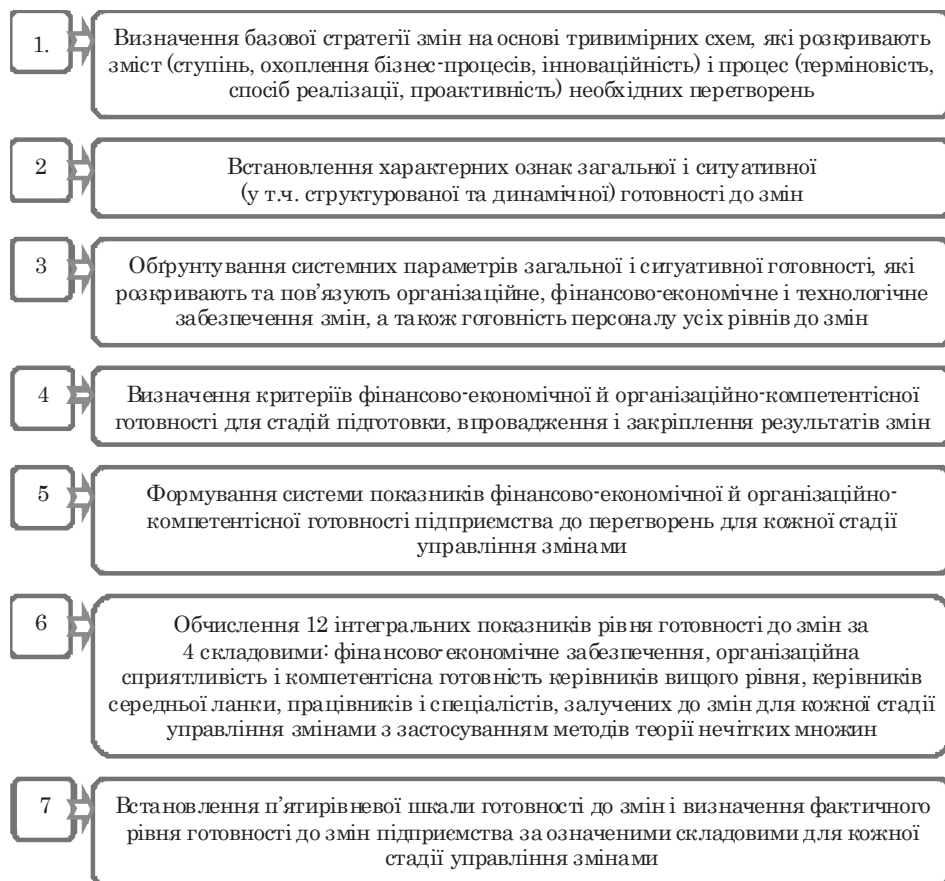 1.
Визначення базової стратегії змін на основі тривимірних схем, які розкривають
зміст (ступінь, охоплення бізнес-процесів, інноваційність) і процес (терміновість,
спосіб реалізації, проактивність) необхідних перетворень
2
Встановлення характерних ознак загальної і ситуативної
(у т.ч. структурованої та динамічної) готовності до змін
3
Обґрунтування системних параметрів загальної і ситуативної готовності, які
розкривають та пов’язують організаційне, фінансово-економічне і технологічне
забезпечення змін, а також готовність персоналу усіх рівнів до змін
4
Визначення критеріїв фінансово-економічної й організаційно-компетентісної
готовності для стадій підготовки, впровадження і закріплення результатів змін
5
Формування системи показників фінансово-економічної й організаційно-
компетентісної готовності підприємства до перетворень для кожної стадії
управління змінами
6
Обчислення 12 інтегральних показників рівня готовності до змін за
4 складовими: фінансово-економічне забезпечення, організаційна
сприятливість і компетентісна готовність керівників вищого рівня, керівників
середньої ланки, працівників і спеціалістів, залучених до змін для кожної стадії
управління змінами з застосуванням методів теорії нечітких множин
7
Встановлення п’ятирівневої шкали готовності до змін і визначення фактичного
рівня готовності до змін підприємства за означеними складовими для кожної
стадії управління змінами